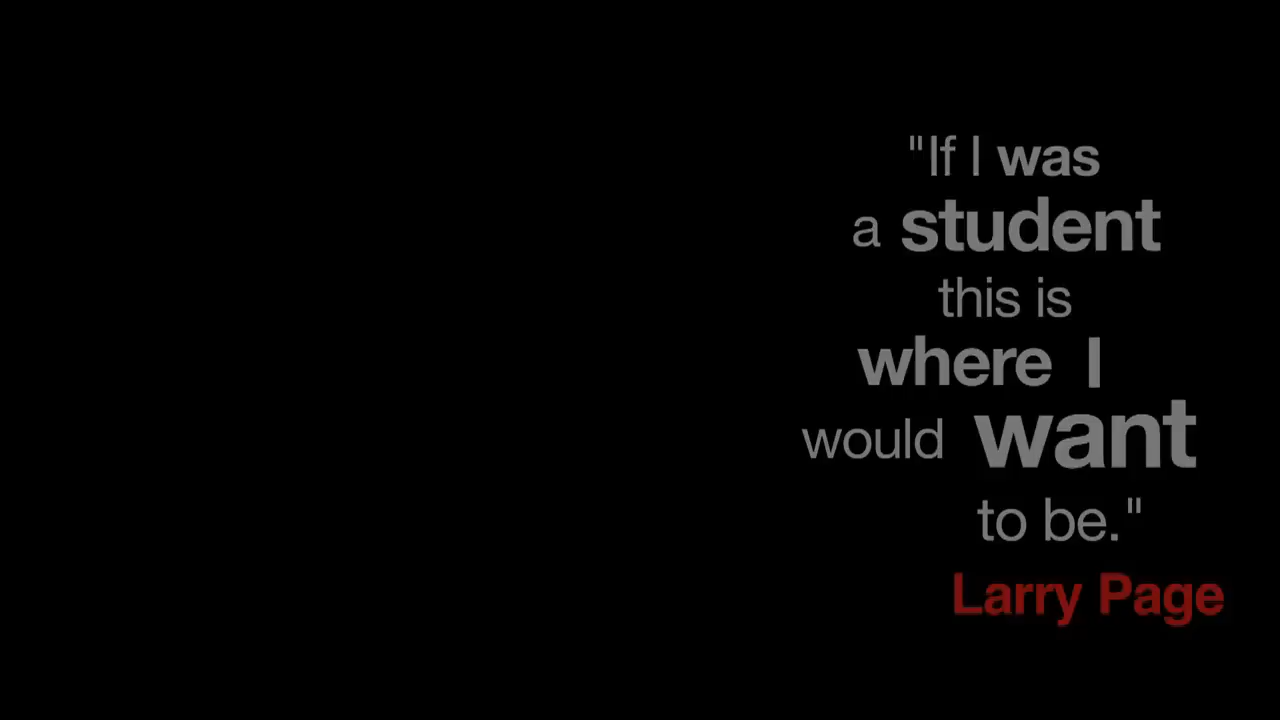 "If I was
a student
this is
where I
would want
to be."
Larry Page